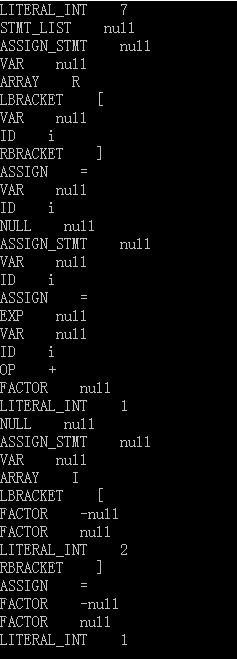 LITERAL_INT    7
STMT_LIST    null
ASSIGN_STMT    null
VAR    null
ARRAY    R
LBRACKET    [
VAR    null
ID    i
RBRACKET    ]
ASSIGN    =
VAR    null
ID    i
NULL    null
ASSIGN_STMT    null
VAR    null
ID    i
ASSIGN    =
EXP    null
VAR    null
ID    i
OP    +
FACTOR    null
LITERAL_INT    1
NULL    null
ASSIGN_STMT    null
VAR    null
ARRAY    I
LBRACKET    [
FACTOR    -null
FACTOR    null
LITERAL_INT    2
RBRACKET    ]
ASSIGN    =
FACTOR    -null
FACTOR    null
LITERAL_INT    1